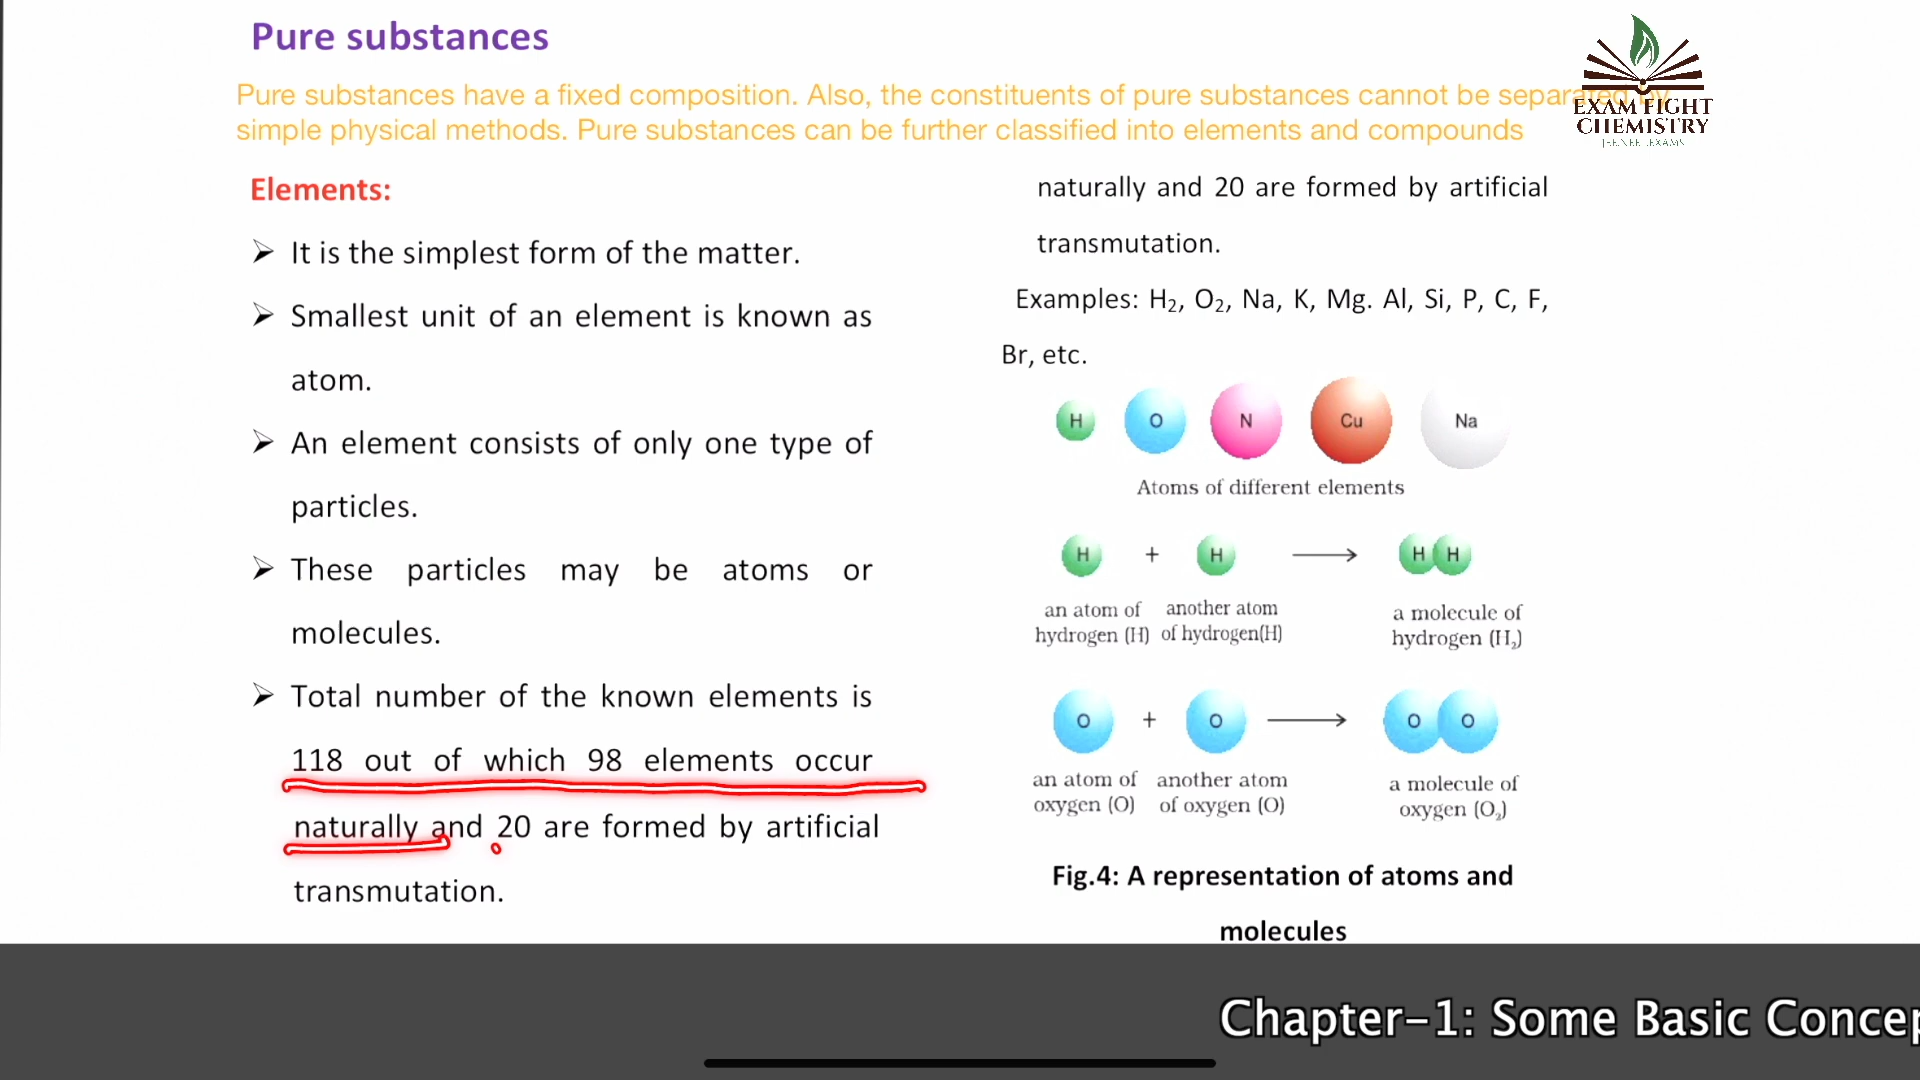 Pure substances
Pure substances have a fixed composition. Also, the constituents of pure substances cannot be separated by
simple physical methods. Pure substances can be further classified into elements and compounds
EXAM FIGHT
CHEMISTRY
Elements:
➢ It is the simplest form of the matter.
➢ Smallest unit of an element is known as
atom.
➢ An element consists of only one type of
particles.
➢ These particles may be atoms or
molecules.
➢ Total number of the known elements is
118 out of which 98 elements occur
naturally and 20 are formed by artificial
transmutation.
naturally and 20 are formed by artificial
transmutation.
Examples: H₂, O₂, Na, K, Mg. Al, Si, P, C, F,
Br, etc.
H O N Cu Na
Atoms of different elements
H + H → H H
an atom of another atom a molecule of
hydrogen (H) of hydrogen(H) hydrogen (H₂)
O + O → O O
an atom of another atom a molecule of
oxygen (O) of oxygen (O) oxygen (O₂)
Fig.4: A representation of atoms and
molecules
Chapter-1: Some Basic Concep